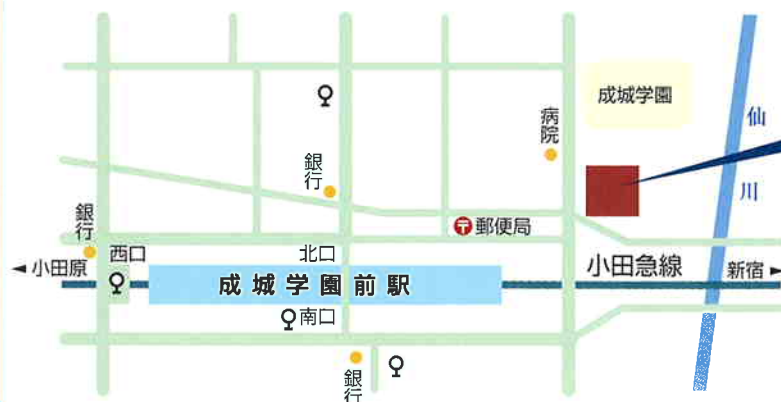 成城学園
仙川
病院
銀行
銀行
〒郵便局
西口
北口
◄小田原
小田急線
新宿►
成城学園前駅
南口
銀行